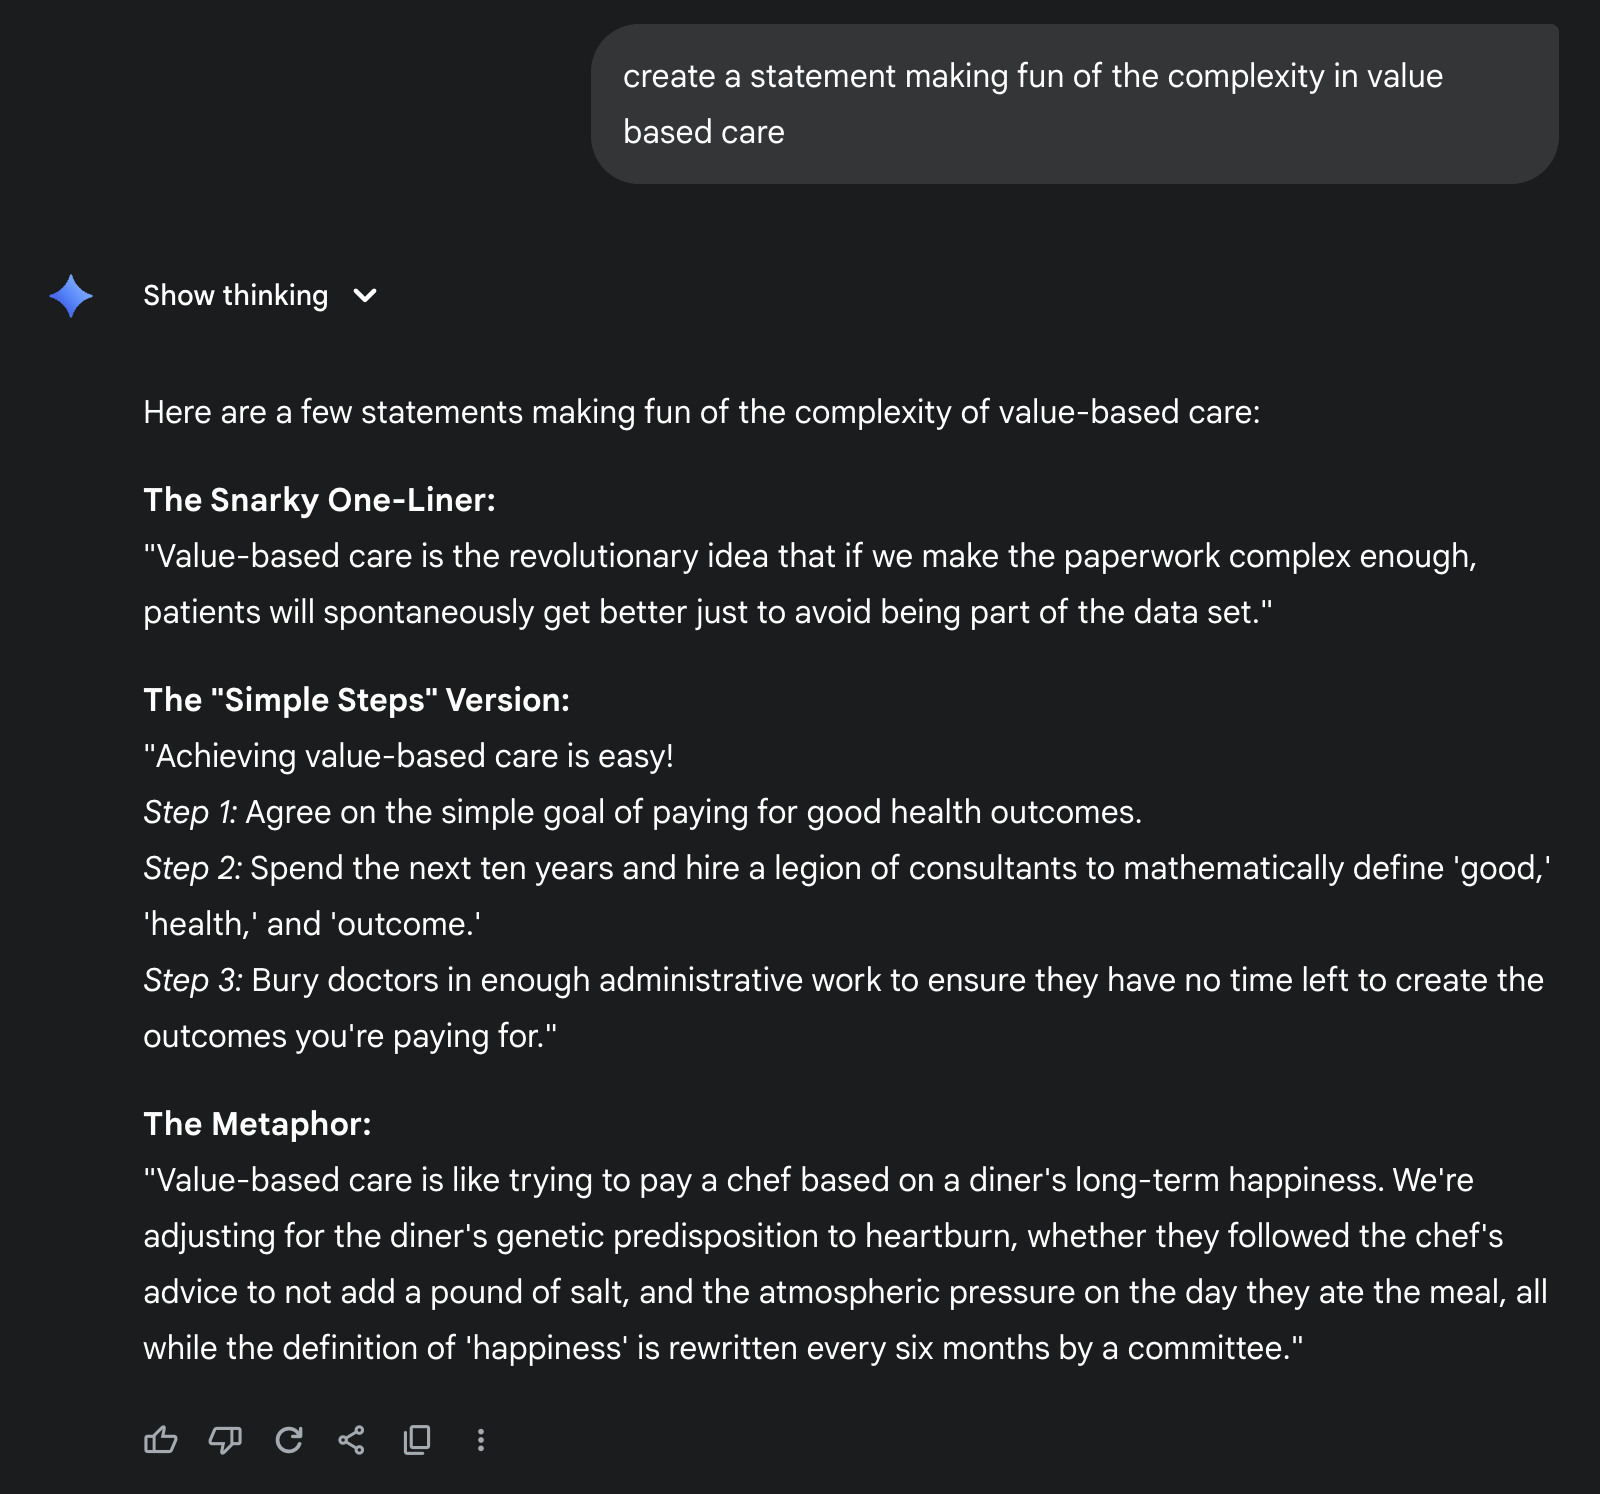 create a statement making fun of the complexity in value
based care
Show thinking
Here are a few statements making fun of the complexity of value-based care:
The Snarky One-Liner:
"Value-based care is the revolutionary idea that if we make the paperwork complex enough,
patients will spontaneously get better just to avoid being part of the data set."
The "Simple Steps" Version:
"Achieving value-based care is easy!
Step 1: Agree on the simple goal of paying for good health outcomes.
Step 2: Spend the next ten years and hire a legion of consultants to mathematically define 'good,'
'health,' and 'outcome.'
Step 3: Bury doctors in enough administrative work to ensure they have no time left to create the
outcomes you're paying for."
The Metaphor:
"Value-based care is like trying to pay a chef based on a diner's long-term happiness. We're
adjusting for the diner's genetic predisposition to heartburn, whether they followed the chef's
advice to not add a pound of salt, and the atmospheric pressure on the day they ate the meal, all
while the definition of 'happiness' is rewritten every six months by a committee."